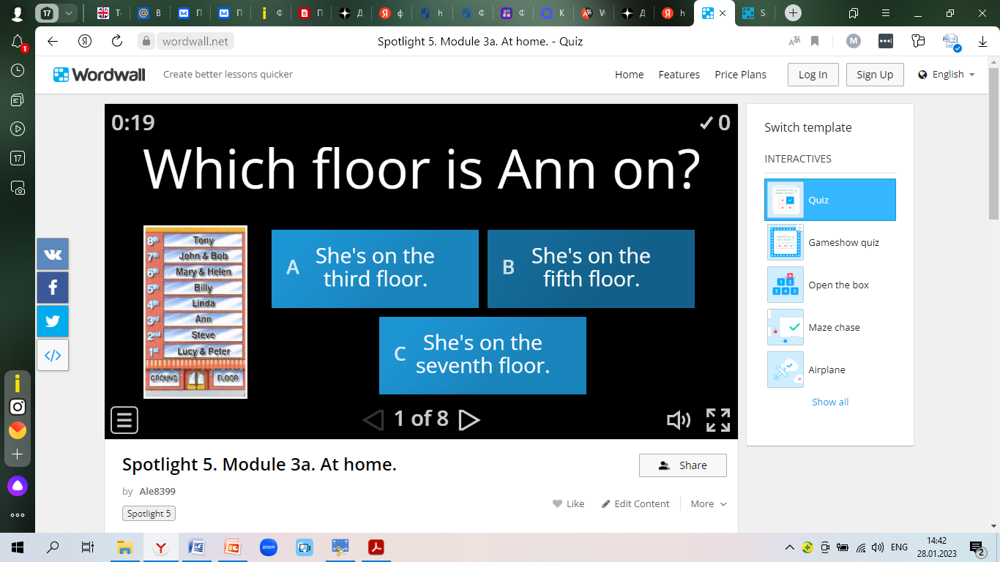 17 T В П П Ф П Д ф h Ф Ф К W Д h S
wordwall.net Spotlight 5. Module 3a. At home. - Quiz M
1
17
Wordwall Create better lessons quicker Home Features Price Plans Log In Sign Up English
0:19 0
Which floor is Ann on?
8th Tony
7th John & Bob
6th Mary & Helen
5th Billy
4th Linda
3rd Ann
2nd Steve
1st Lucy & Peter
GROUND FLOOR
A She's on the
third floor.
B She's on the
fifth floor.
C She's on the
seventh floor.
1 of 8
Switch template
INTERACTIVES
Quiz
Gameshow quiz
Open the box
Maze chase
Airplane
Show all
Spotlight 5. Module 3a. At home.
Share
by Ale8399
Like Edit Content More
Spotlight 5
zoom
ENG
14:42
28.01.2023
2